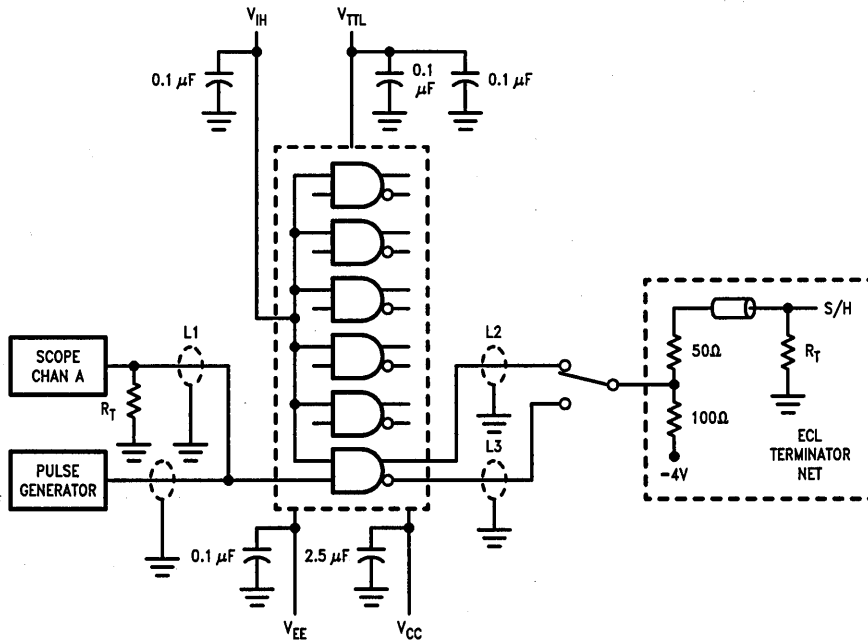 V_IH
V_TTL
0.1 μF
0.1
μF
0.1 μF
SCOPE
CHAN A
R_T
L1
PULSE
GENERATOR
L2
L3
S/H
50Ω
R_T
100Ω
-4V
ECL
TERMINATOR
NET
0.1 μF
2.5 μF
V_EE
V_CC